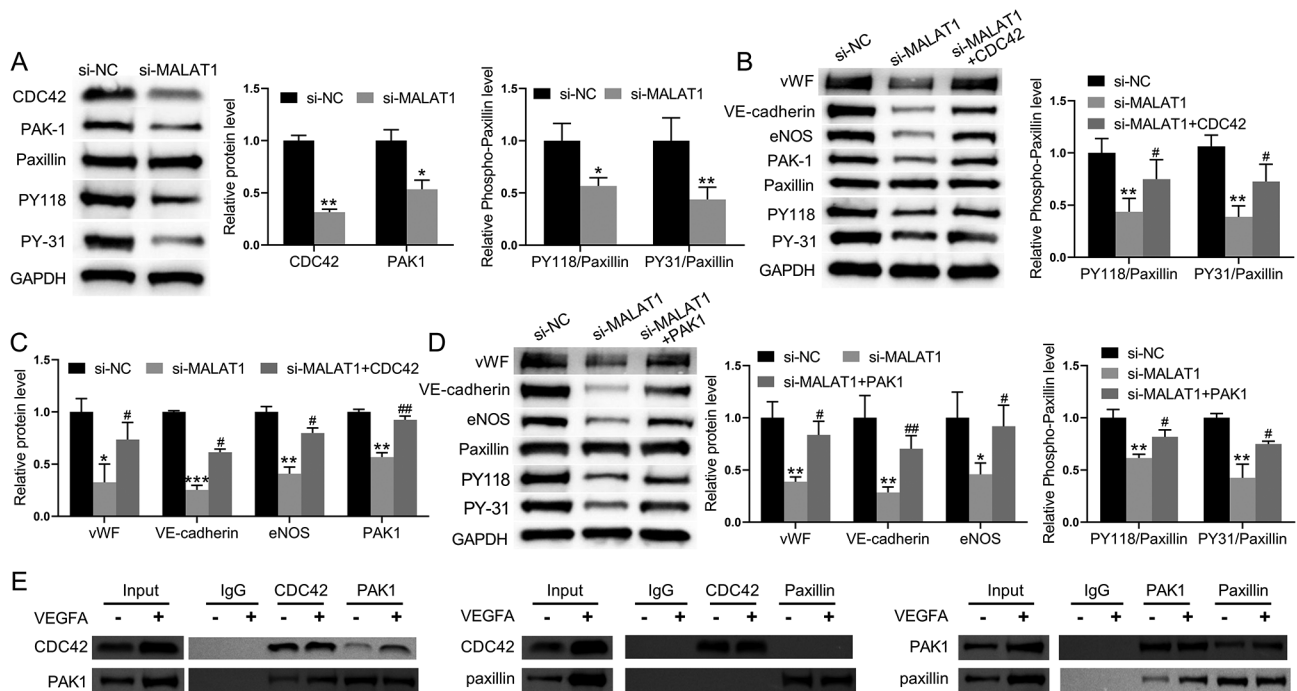 A
si-NC si-MALAT1
CDC42
PAK-1
Paxillin
PY118
PY-31
GAPDH
Relative protein level
1.5
1.0
0.5
0.0
si-NC si-MALAT1
* *
**
CDC42 PAK1
Relative Phospho-Paxillin level
1.5
1.0
0.5
0.0
si-NC si-MALAT1
*
**
PY118/Paxillin PY31/Paxillin
B
si-NC si-MALAT1 si-MALAT1
+CDC42
vWF
VE-cadherin
eNOS
PAK-1
Paxillin
PY118
PY-31
GAPDH
Relative Phospho-Paxillin level
1.5
1.0
0.5
0.0
si-NC
si-MALAT1
si-MALAT1+CDC42
** # ** #
PY118/Paxillin PY31/Paxillin
C
Relative protein level
1.5
1.0
0.5
0.0
si-NC si-MALAT1 si-MALAT1+CDC42
* # *** # ** # ** ##
vWF VE-cadherin eNOS PAK1
D
si-NC si-MALAT1 si-MALAT1
+PAK1
vWF
VE-cadherin
eNOS
Paxillin
PY118
PY-31
GAPDH
Relative protein level
1.5
1.0
0.5
0.0
si-NC si-MALAT1
si-MALAT1+PAK1
** # ** ## * #
vWF VE-cadherin eNOS
Relative Phospho-Paxillin level
1.5
1.0
0.5
0.0
si-NC
si-MALAT1
si-MALAT1+PAK1
** # ** #
PY118/Paxillin PY31/Paxillin
E
Input IgG CDC42 PAK1
VEGFA - + - + - + - +
CDC42
PAK1
Input IgG CDC42 Paxillin
VEGFA - + - + - + - +
CDC42
paxillin
Input IgG PAK1 Paxillin
VEGFA - + - + - + - +
PAK1
paxillin